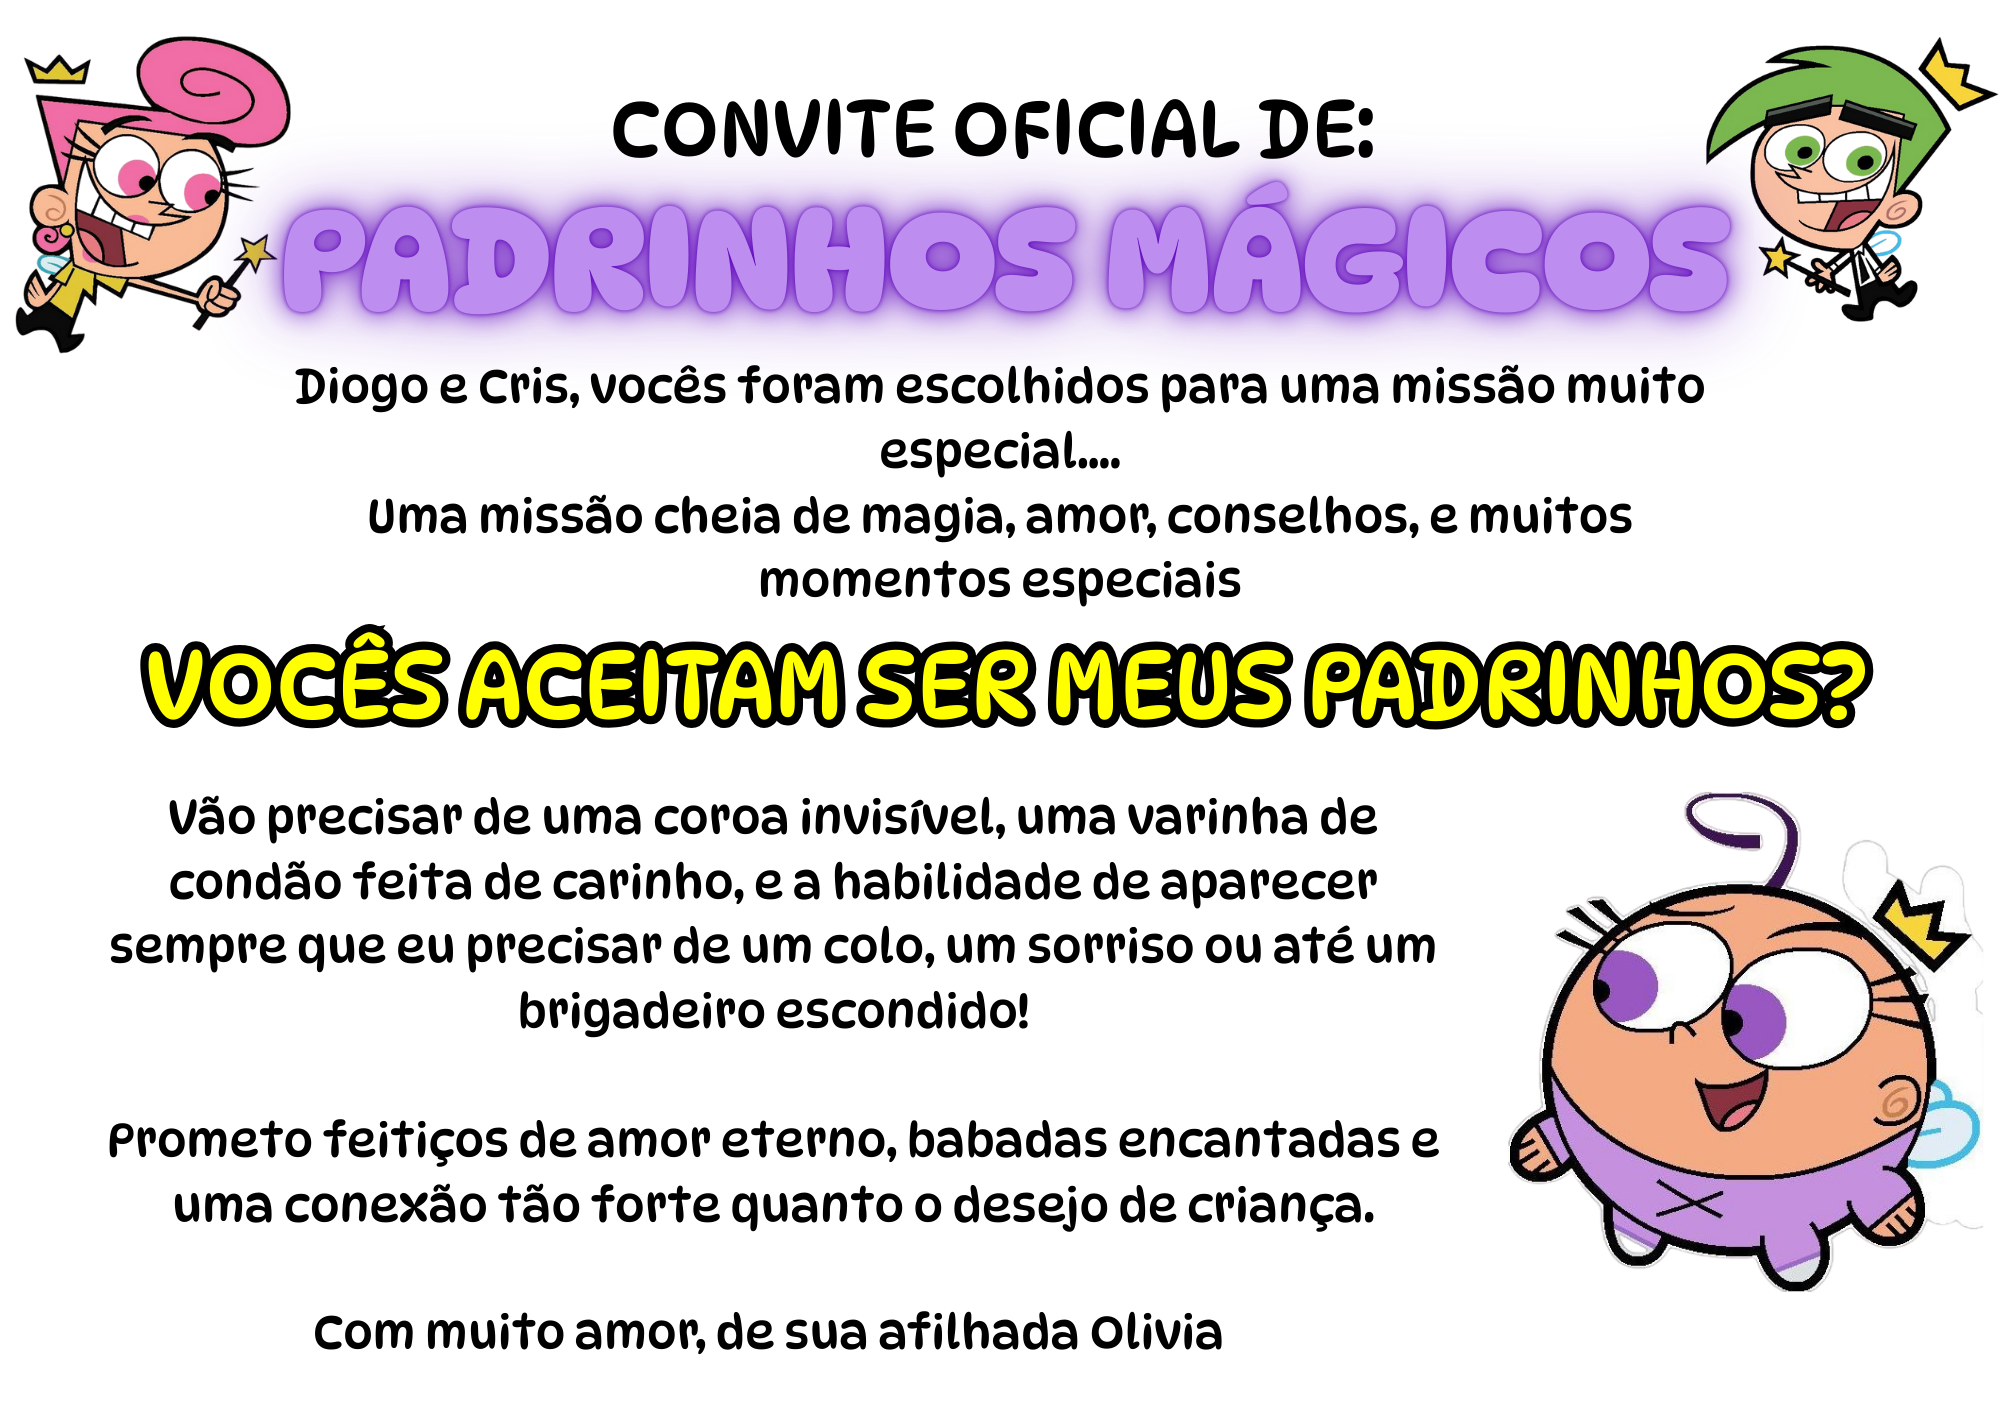 CONVITE OFICIAL DE:
PADRINHOS MÁGICOS
Diogo e Cris, vocês foram escolhidos para uma missão muito
especial....
Uma missão cheia de magia, amor, conselhos, e muitos
momentos especiais
VOCÊS ACEITAM SER MEUS PADRINHOS?
Vão precisar de uma coroa invisível, uma varinha de
condão feita de carinho, e a habilidade de aparecer
sempre que eu precisar de um colo, um sorriso ou até um
brigadeiro escondido!
Prometo feitiços de amor eterno, babadas encantadas e
uma conexão tão forte quanto o desejo de criança.
Com muito amor, de sua afilhada Olivia